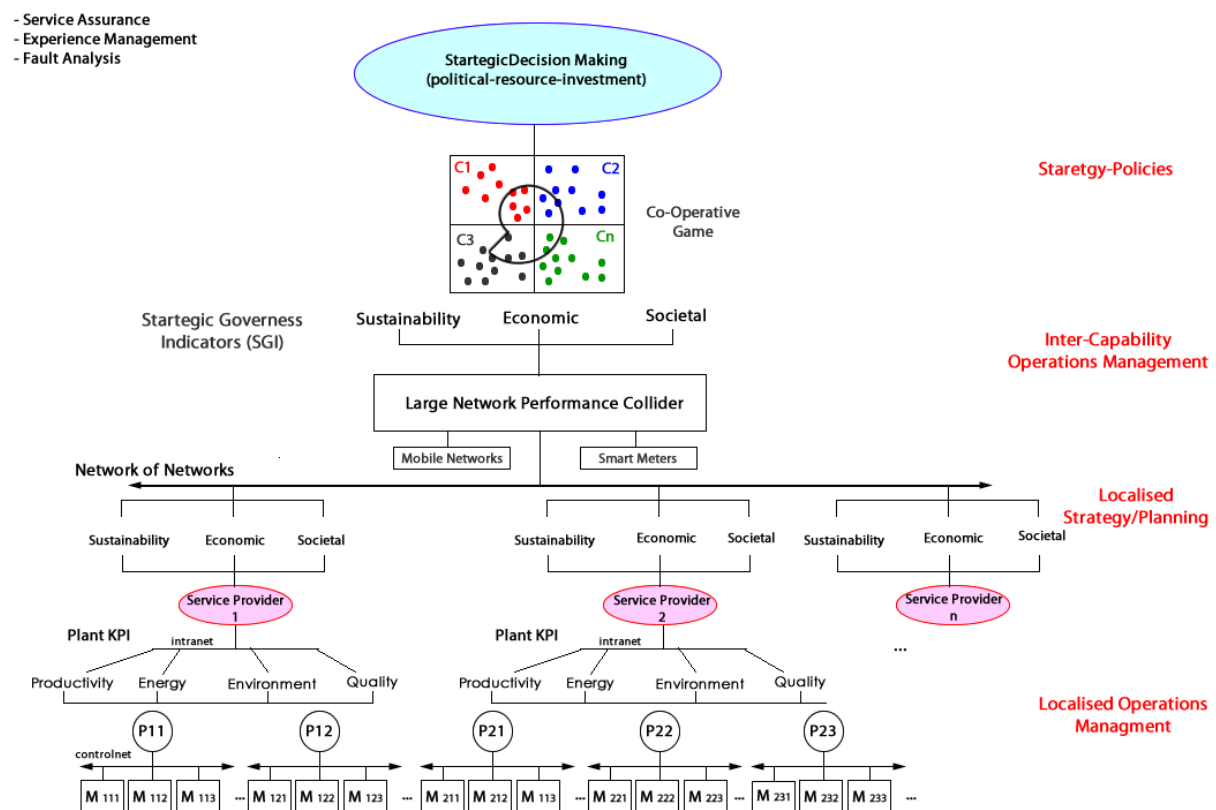 - Service Assurance
- Experience Management
- Fault Analysis
StartegicDecision Making
(political-resource-investment)
C1
C2
C3
Cn
Co-Operative
Game
Staretgy-Policies
Startegic Governess
Indicators (SGI)
Sustainability
Economic
Societal
Inter-Capability
Operations Management
Large Network Performance Collider
Mobile Networks
Smart Meters
Network of Networks
Localised
Strategy/Planning
Sustainability
Economic
Societal
Sustainability
Economic
Societal
Sustainability
Economic
Societal
Service Provider
1
Service Provider
2
Service Provider
n
Plant KPI
intranet
Plant KPI
intranet
...
Productivity
Energy
Environment
Quality
Productivity
Energy
Environment
Quality
Localised Operations
Managment
P11
P12
P21
P22
P23
controlnet
M 111
M 112
M 113
...
M 121
M 122
M 123
...
M 211
M 212
M 113
...
M 221
M 222
M 223
...
M 231
M 232
M 233
...